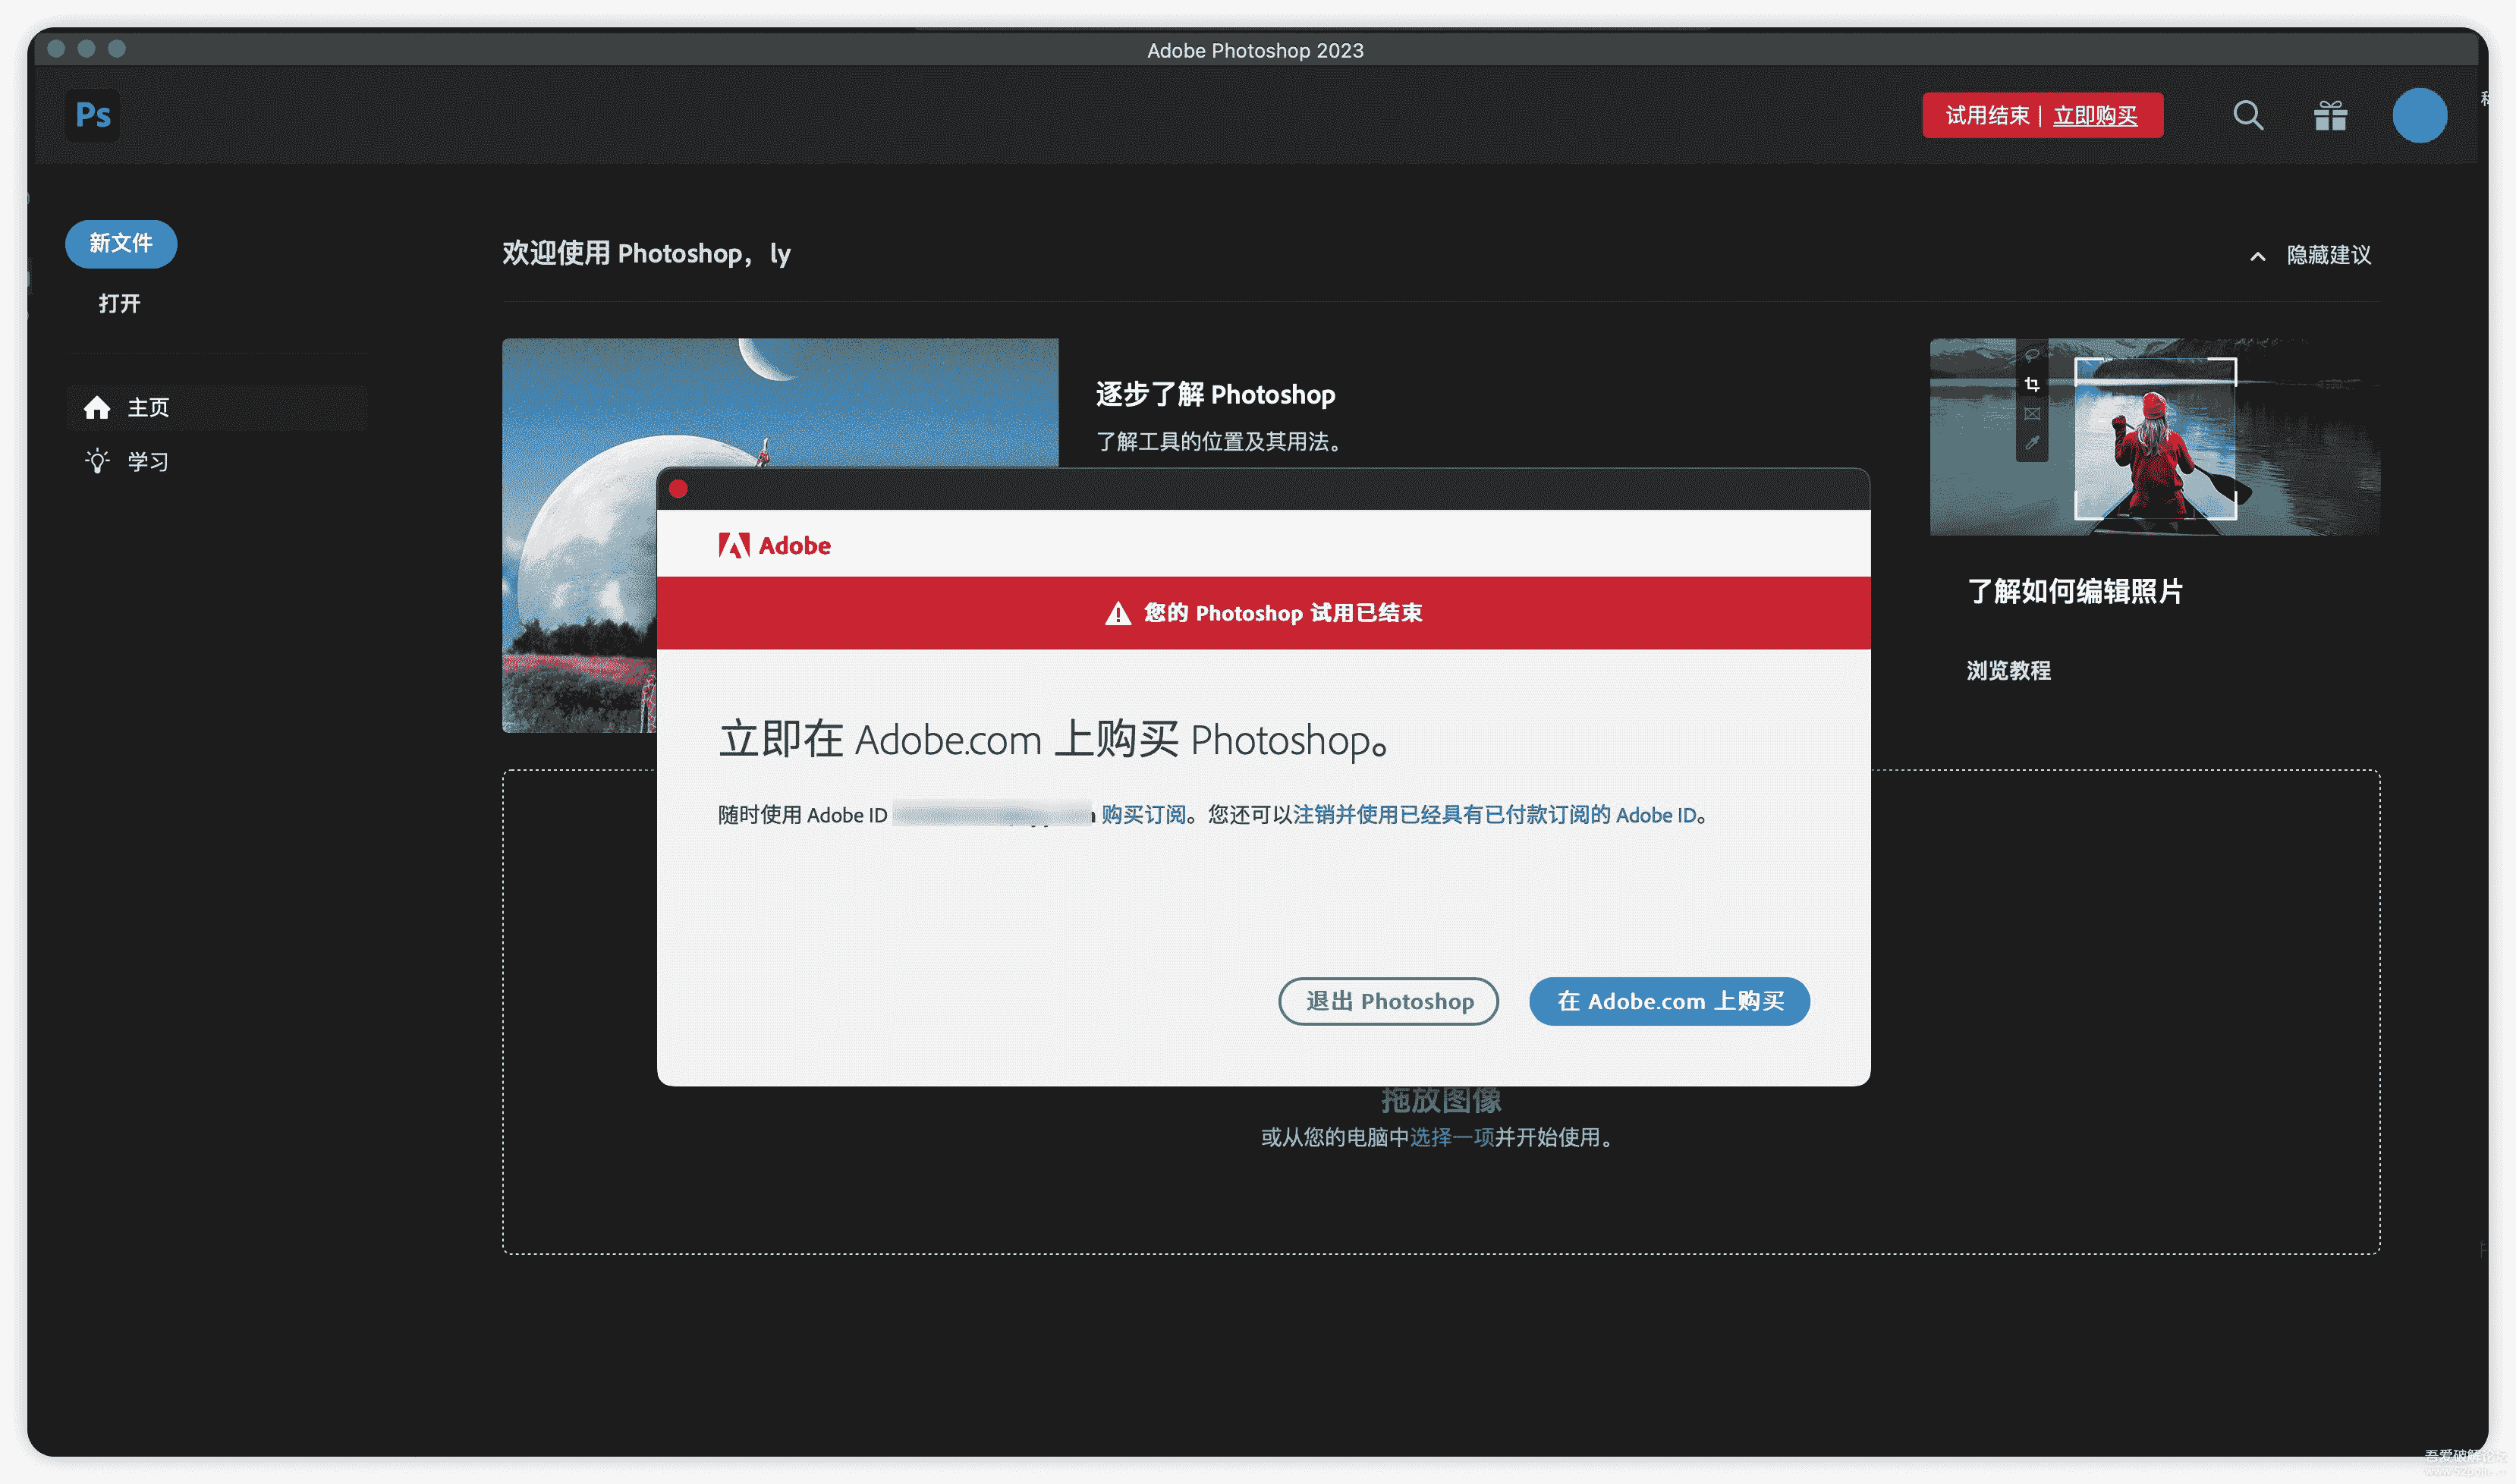 Adobe Photoshop 2023
Ps
试用结束 | 立即购买
新文件
打开
主页
学习
欢迎使用 Photoshop，ly
隐藏建议
逐步了解 Photoshop
了解工具的位置及其用法。
了解如何编辑照片
浏览教程
Adobe
您的 Photoshop 试用已结束
立即在 Adobe.com 上购买 Photoshop。
随时使用 Adobe ID 购买订阅。您还可以注销并使用已经具有已付款订阅的 Adobe ID。
退出 Photoshop
在 Adobe.com 上购买
拖放图像
或从您的电脑中选择一项并开始使用。
吾爱破解论坛